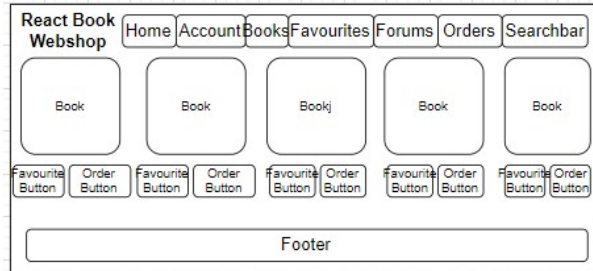 React Book
Webshop
Home Account Books Favourites Forums Orders Searchbar
Book Book Bookj Book Book
Favourite Order Favourite Order Favourite Order Favourite Order Favourite Order
Button Button Button Button Button Button Button Button Button Button
Footer